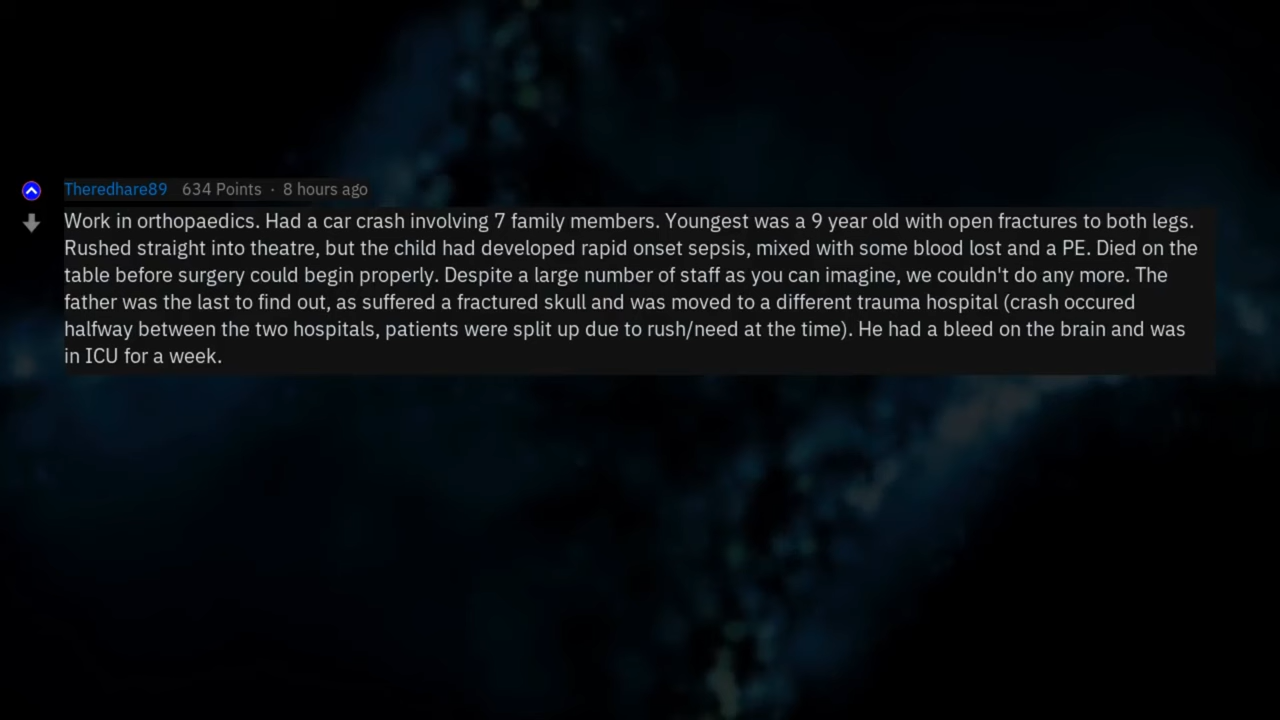 Theredhare89 634 Points · 8 hours ago
Work in orthopaedics. Had a car crash involving 7 family members. Youngest was a 9 year old with open fractures to both legs.
Rushed straight into theatre, but the child had developed rapid onset sepsis, mixed with some blood lost and a PE. Died on the
table before surgery could begin properly. Despite a large number of staff as you can imagine, we couldn't do any more. The
father was the last to find out, as suffered a fractured skull and was moved to a different trauma hospital (crash occured
halfway between the two hospitals, patients were split up due to rush/need at the time). He had a bleed on the brain and was
in ICU for a week.